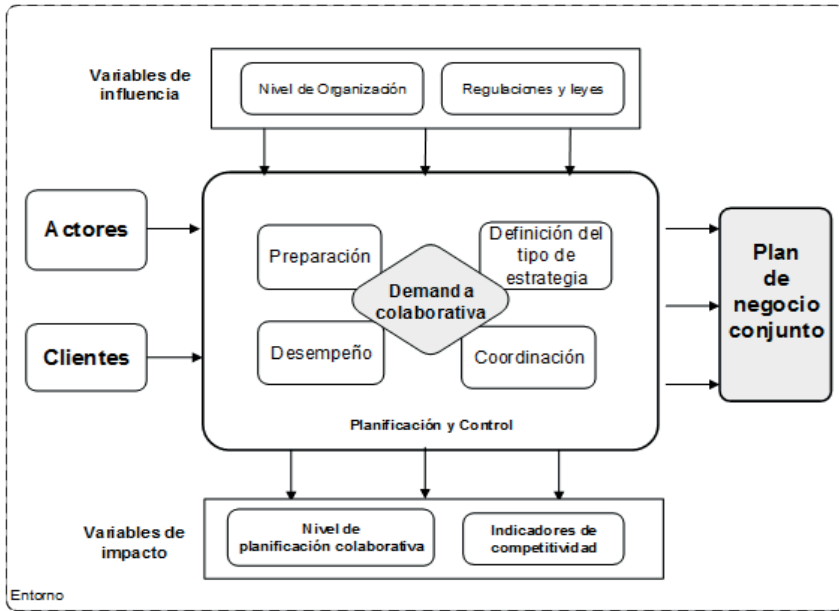 Variables de
influencia
Nivel de Organización
Regulaciones y leyes
Actores
Clientes
Preparación
Definición del
tipo de
estrategia
Demanda
colaborativa
Desempeño
Coordinación
Planificación y Control
Plan
de
negocio
conjunto
Variables de
impacto
Nivel de
planificación colaborativa
Indicadores de
competitividad
Entorno